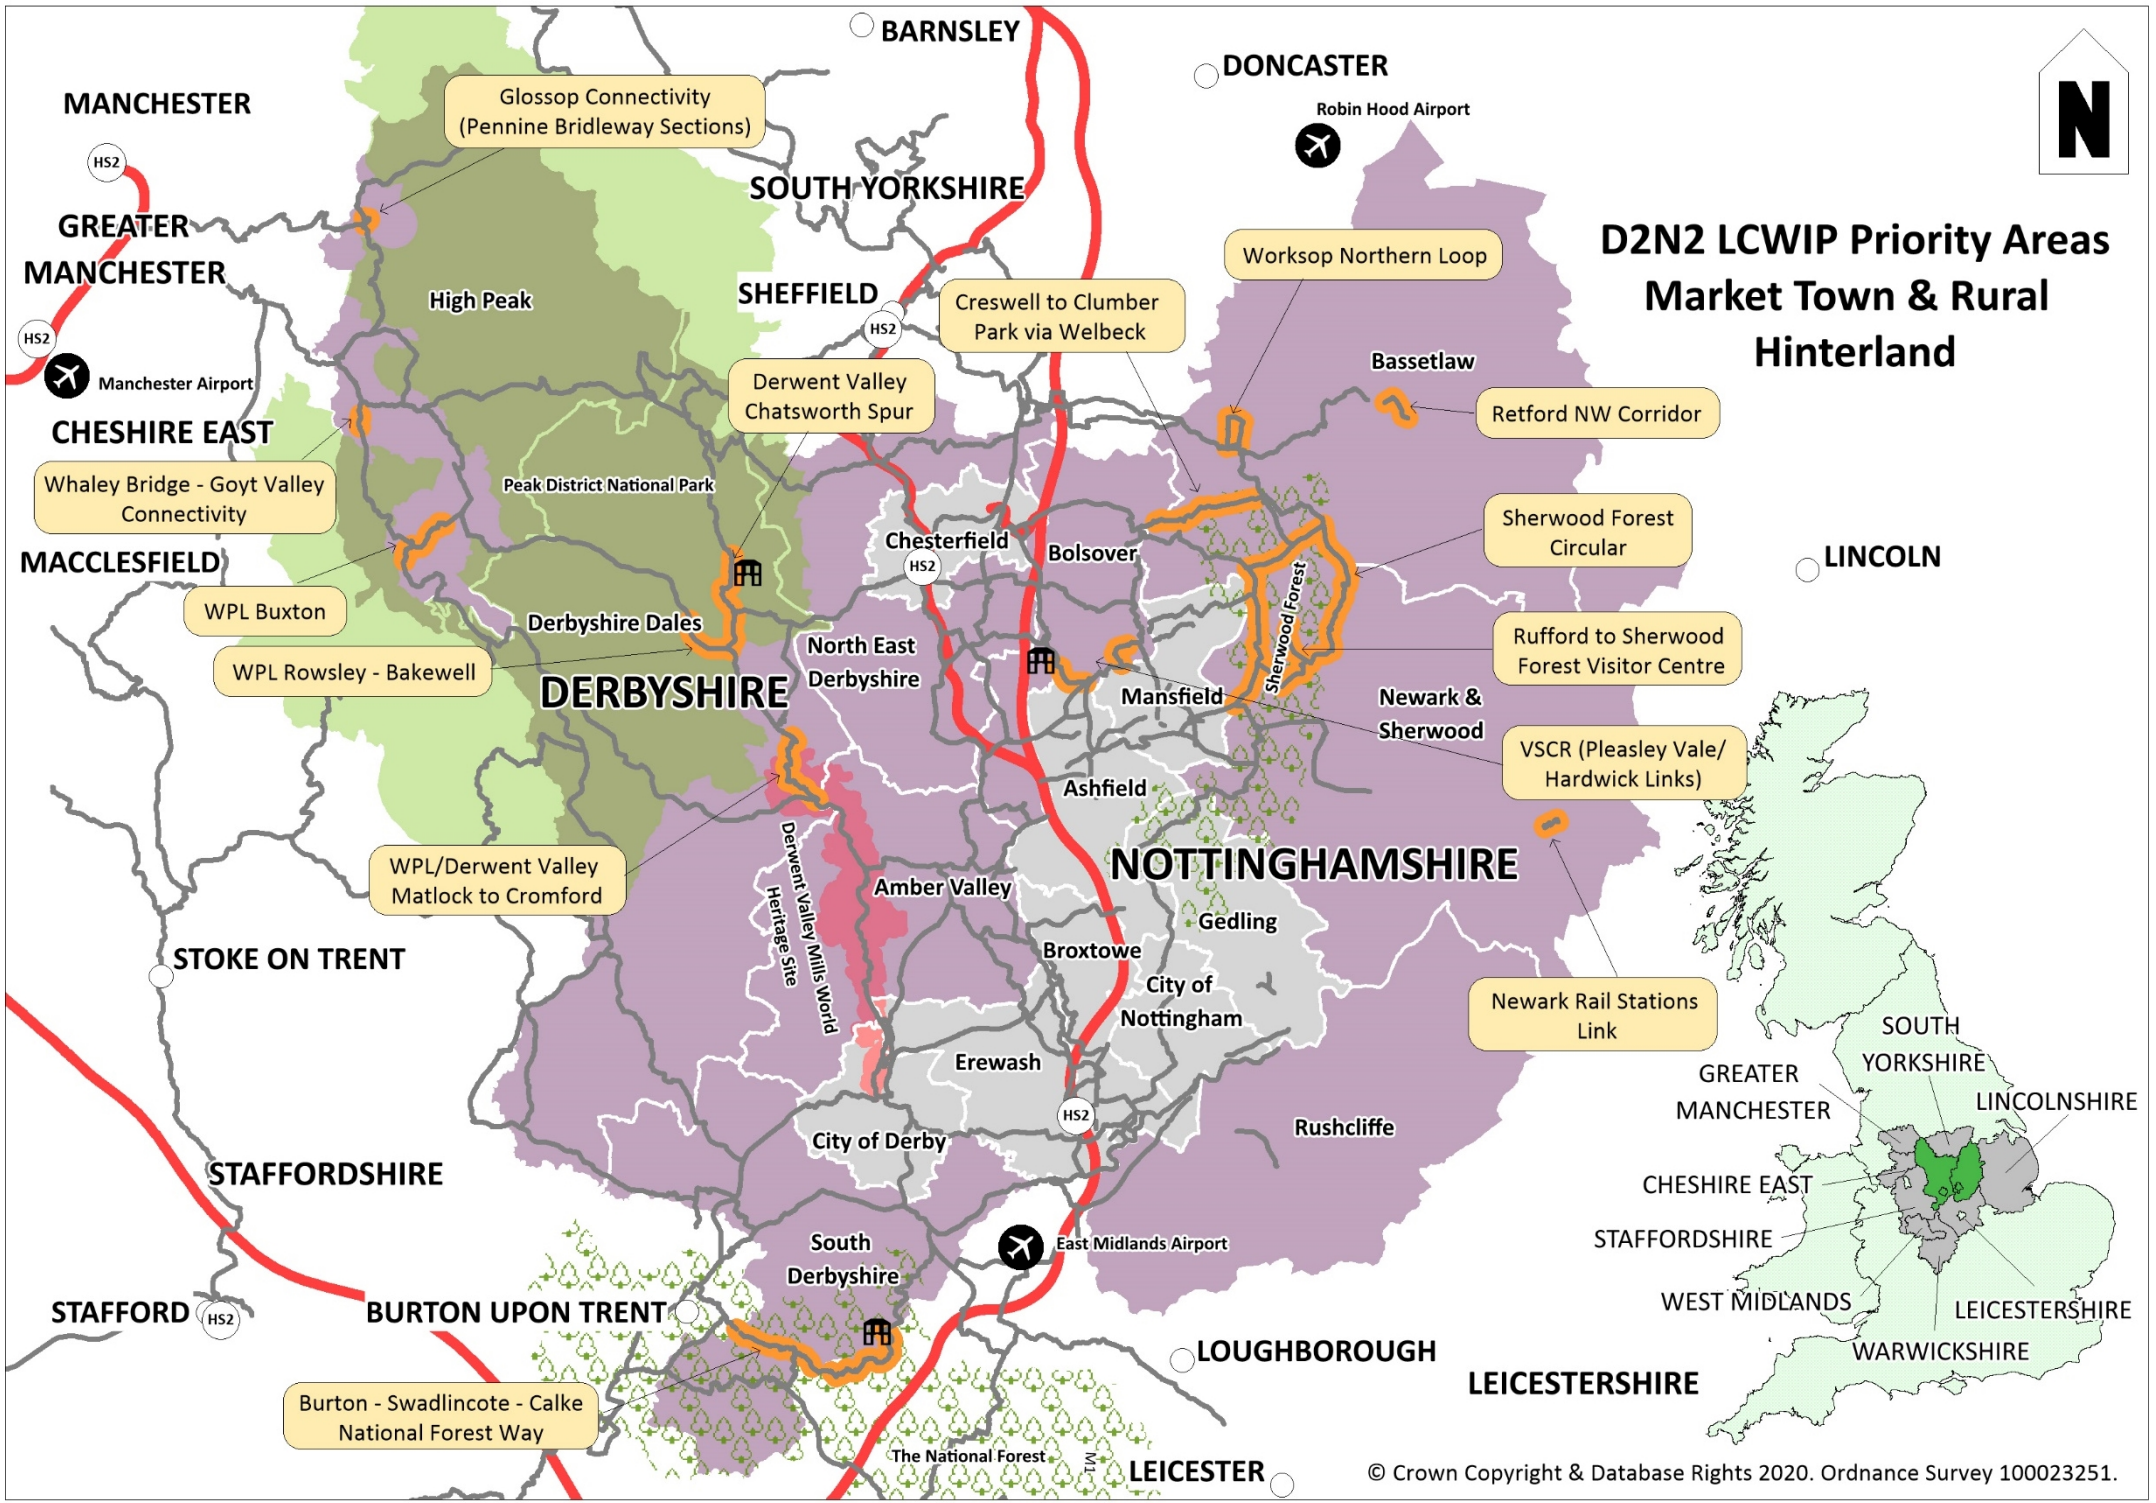 BARNSLEY
DONCASTER
Robin Hood Airport
N
MANCHESTER
HS2
Glossop Connectivity
(Pennine Bridleway Sections)
SOUTH YORKSHIRE
GREATER
MANCHESTER
HS2
Manchester Airport
D2N2 LCWIP Priority Areas
Market Town & Rural
Hinterland
High Peak
SHEFFIELD
HS2
Creswell to Clumber
Park via Welbeck
Worksop Northern Loop
Bassetlaw
Retford NW Corridor
Derwent Valley
Chatsworth Spur
CHESHIRE EAST
Whaley Bridge - Goyt Valley
Connectivity
Peak District National Park
Chesterfield
HS2
Bolsover
Sherwood Forest
Circular
LINCOLN
MACCLESFIELD
WPL Buxton
Derbyshire Dales
WPL Rowsley - Bakewell
DERBYSHIRE
North East
Derbyshire
Mansfield
Sherwood Forest
Rufford to Sherwood
Forest Visitor Centre
Newark &
Sherwood
VSCR (Pleasley Vale/
Hardwick Links)
Ashfield
WPL/Derwent Valley
Matlock to Cromford
Derwent Valley Mills World
Heritage Site
Amber Valley
NOTTINGHAMSHIRE
Gedling
Broxtowe
City of
Nottingham
Newark Rail Stations
Link
STOKE ON TRENT
Erewash
HS2
City of Derby
Rushcliffe
STAFFORDSHIRE
South
Derbyshire
East Midlands Airport
STAFFORD
HS2
BURTON UPON TRENT
LOUGHBOROUGH
LEICESTERSHIRE
Burton - Swadlincote - Calke
National Forest Way
The National Forest
M1
LEICESTER
SOUTH
YORKSHIRE
GREATER
MANCHESTER
LINCOLNSHIRE
CHESHIRE EAST
STAFFORDSHIRE
WEST MIDLANDS
LEICESTERSHIRE
WARWICKSHIRE
© Crown Copyright & Database Rights 2020. Ordnance Survey 100023251.